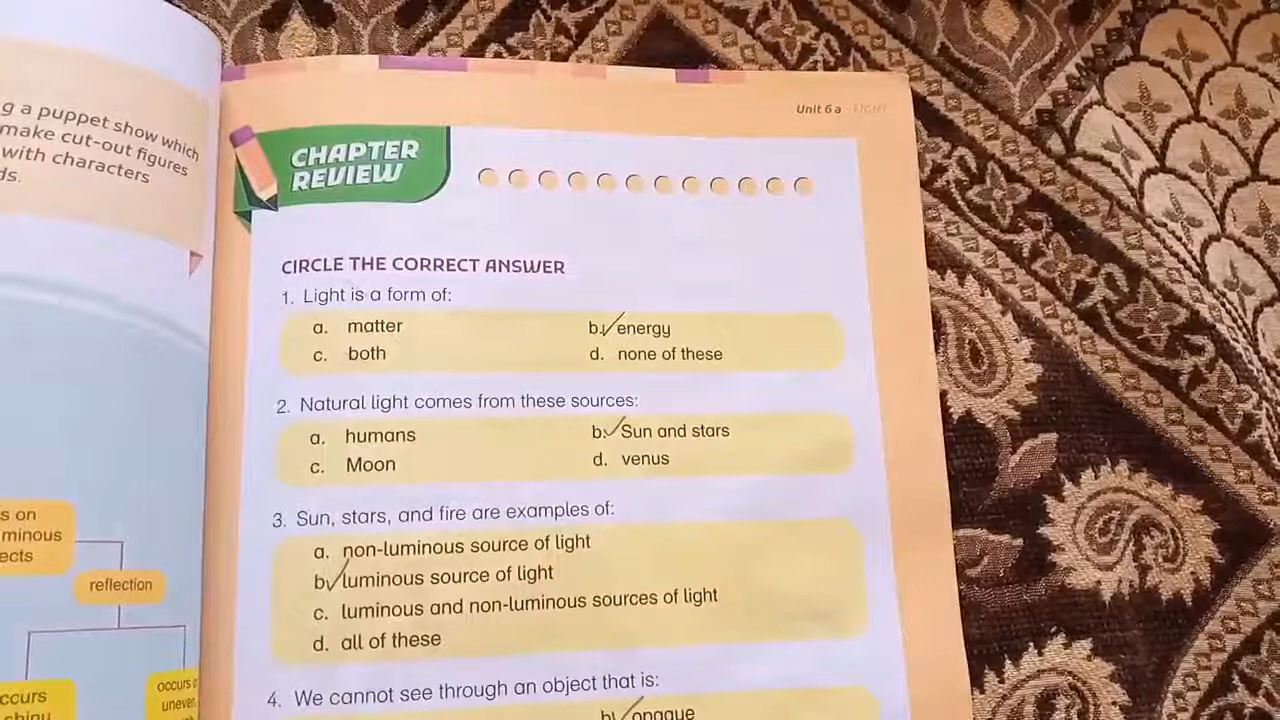 g a puppet show which
make cut-out figures
with characters
ds.
s on
minous
ects
reflection
ccurs
occurs
uneven
Unit 6a LIGHT
CHAPTER
REVIEW
CIRCLE THE CORRECT ANSWER
1. Light is a form of:
a. matter
b. energy
c. both
d. none of these
2. Natural light comes from these sources:
a. humans
b. Sun and stars
c. Moon
d. venus
3. Sun, stars, and fire are examples of:
a. non-luminous source of light
b. luminous source of light
c. luminous and non-luminous sources of light
d. all of these
4. We cannot see through an object that is:
b. opaque